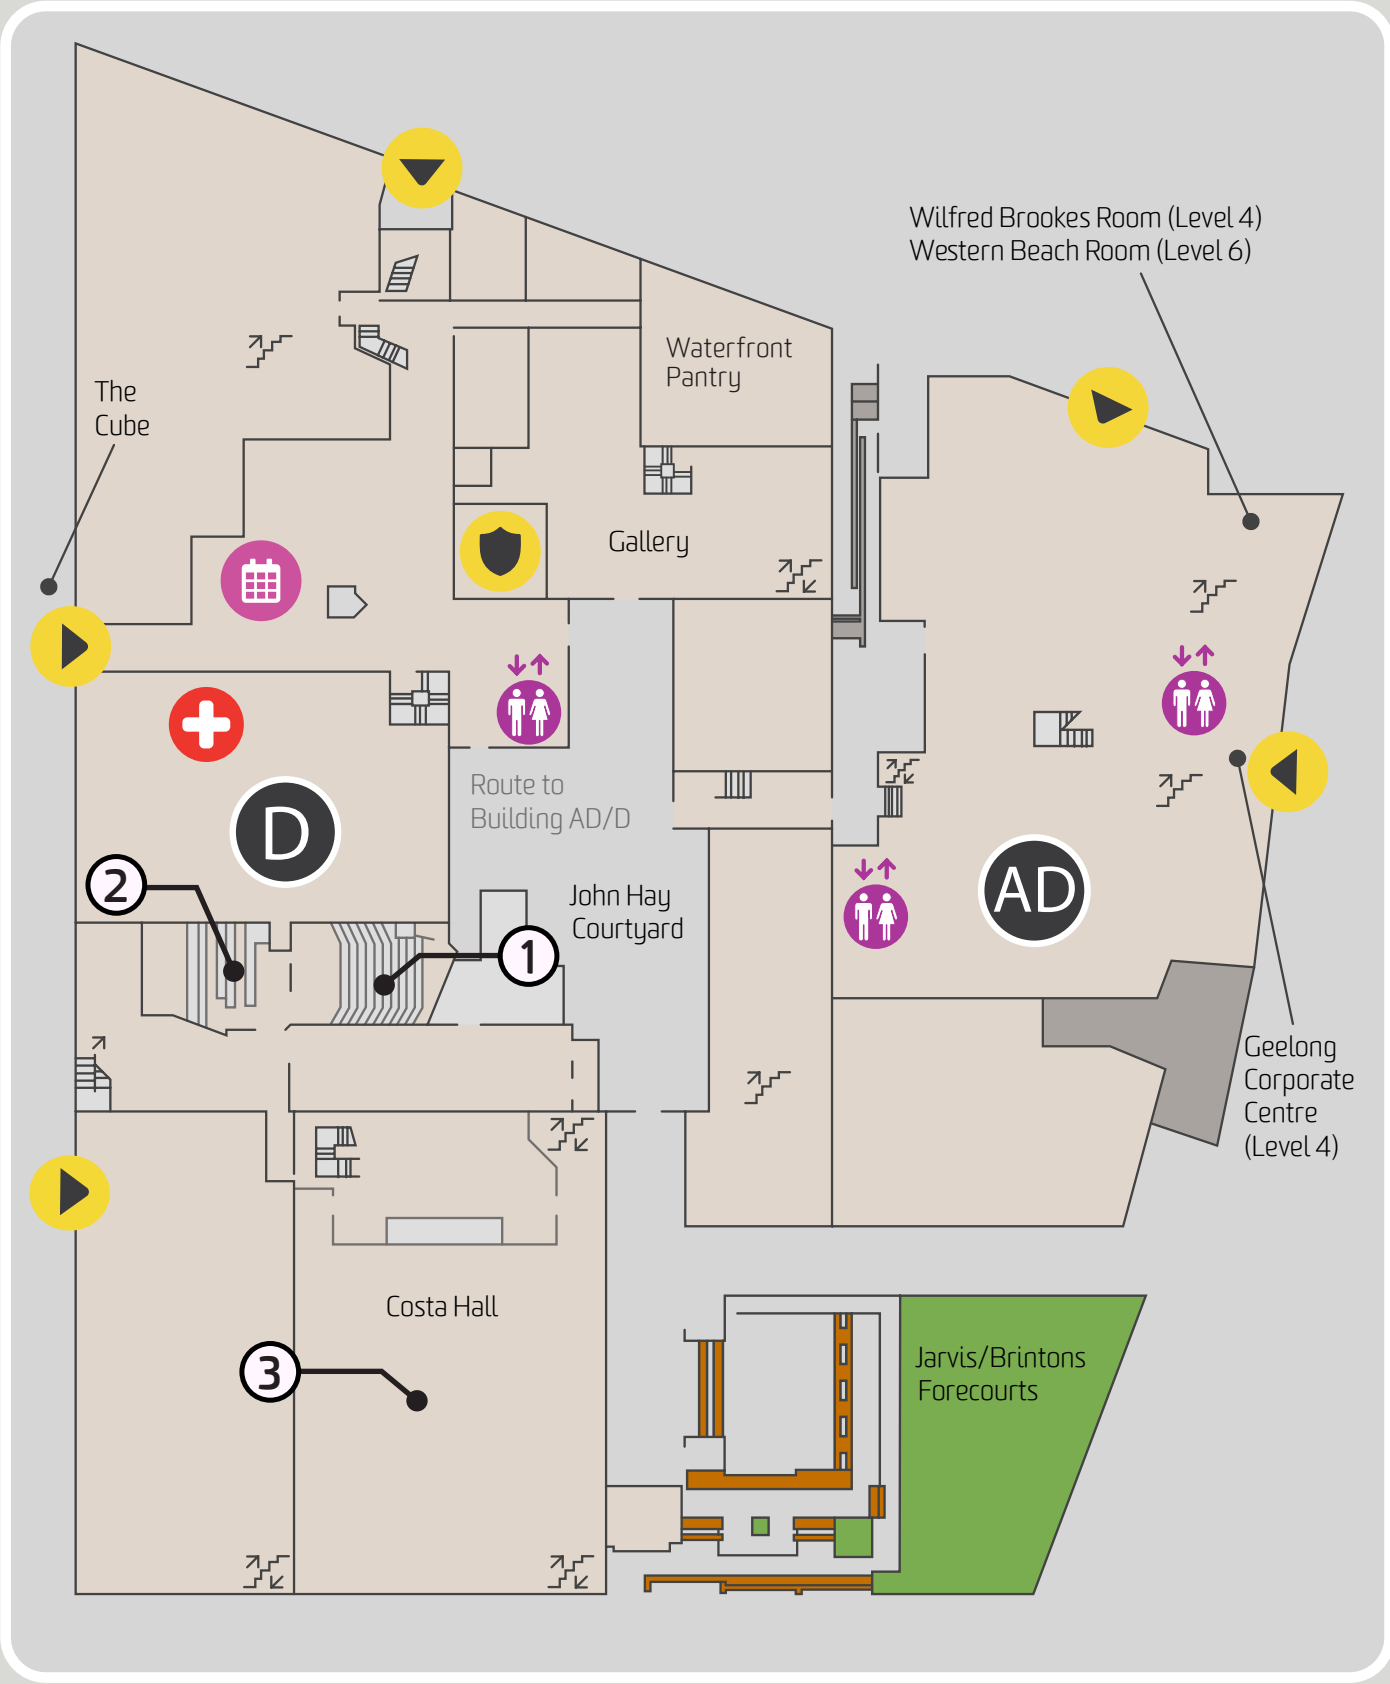 Wilfred Brookes Room (Level 4)
Western Beach Room (Level 6)
Waterfront
Pantry
The
Cube
Gallery
Route to
Building AD/D
D
2
AD
John Hay
Courtyard
1
Geelong
Corporate
Centre
(Level 4)
Costa Hall
3
Jarvis/Brintons
Forecourts